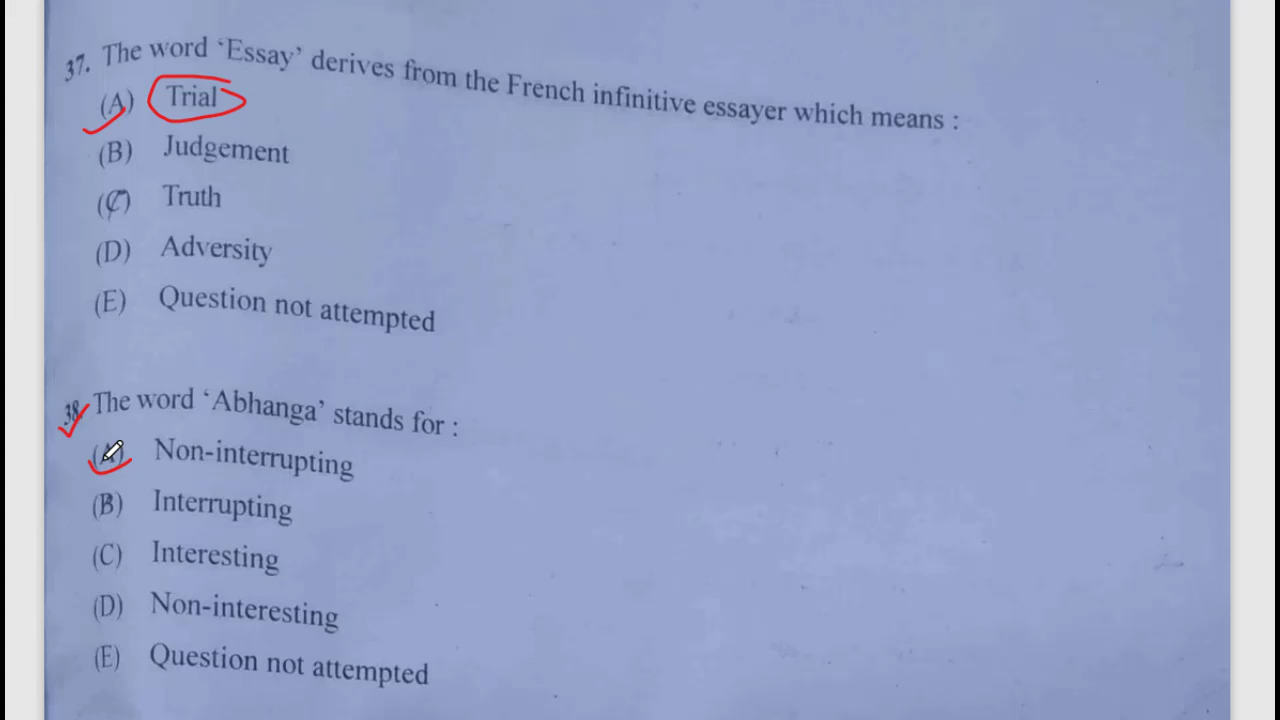 37. The word ‘Essay’ derives from the French infinitive essayer which means :
(A) Trial
(B) Judgement
(C) Truth
(D) Adversity
(E) Question not attempted
38. The word ‘Abhanga’ stands for :
(A) Non-interrupting
(B) Interrupting
(C) Interesting
(D) Non-interesting
(E) Question not attempted